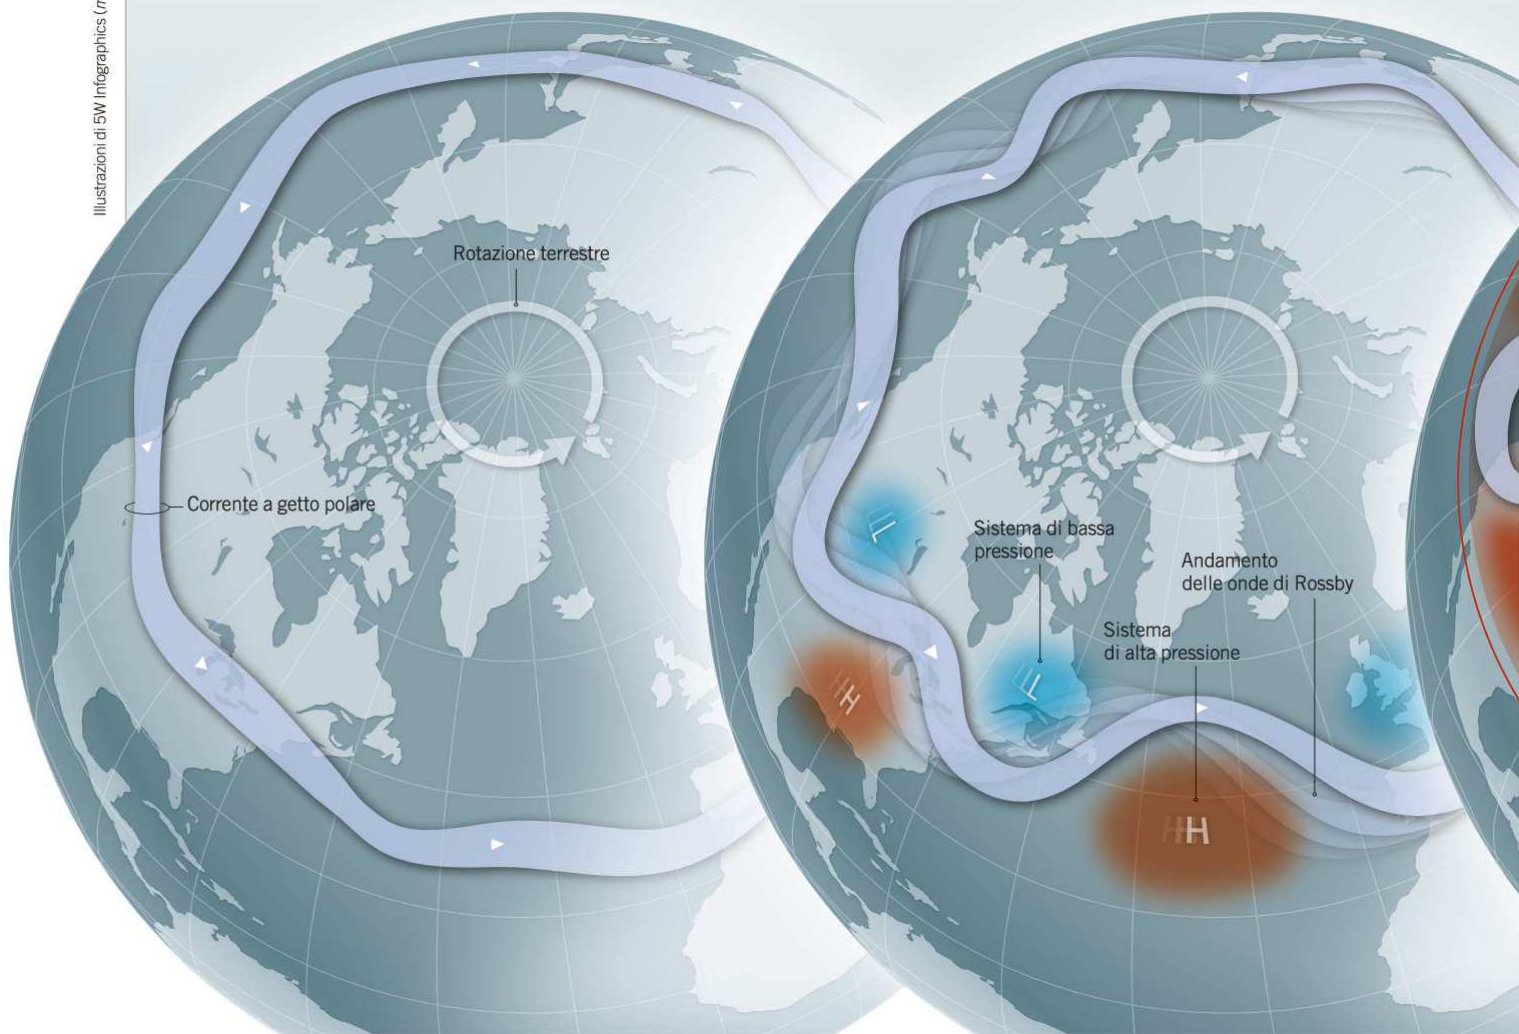 Illustrazioni di 5W Infographics
Rotazione terrestre
Corrente a getto polare
Sistema di bassa
pressione
Andamento
delle onde di Rossby
Sistema
di alta pressione
L
L
H
H